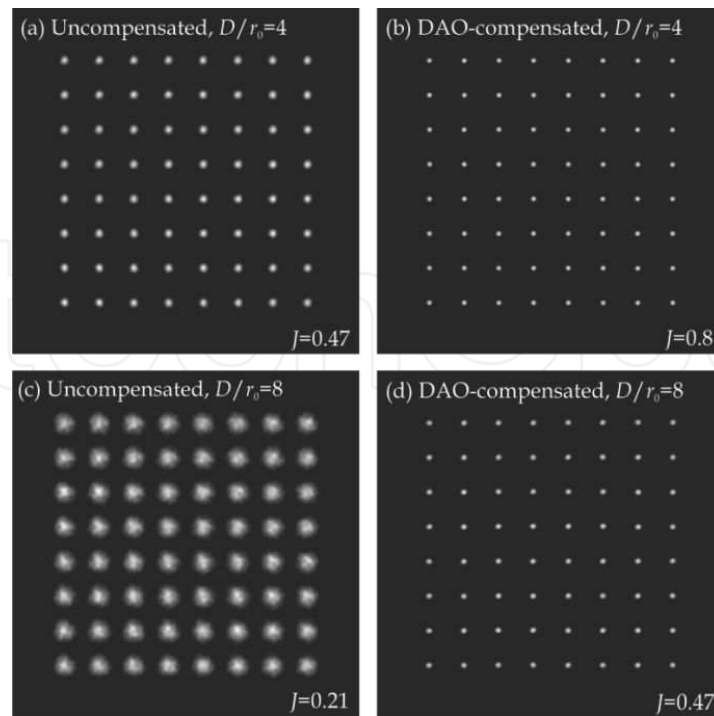 (a) Uncompensated, D/r₀=4
J=0.47
(b) DAO-compensated, D/r₀=4
J=0.8
(c) Uncompensated, D/r₀=8
J=0.21
(d) DAO-compensated, D/r₀=8
J=0.47